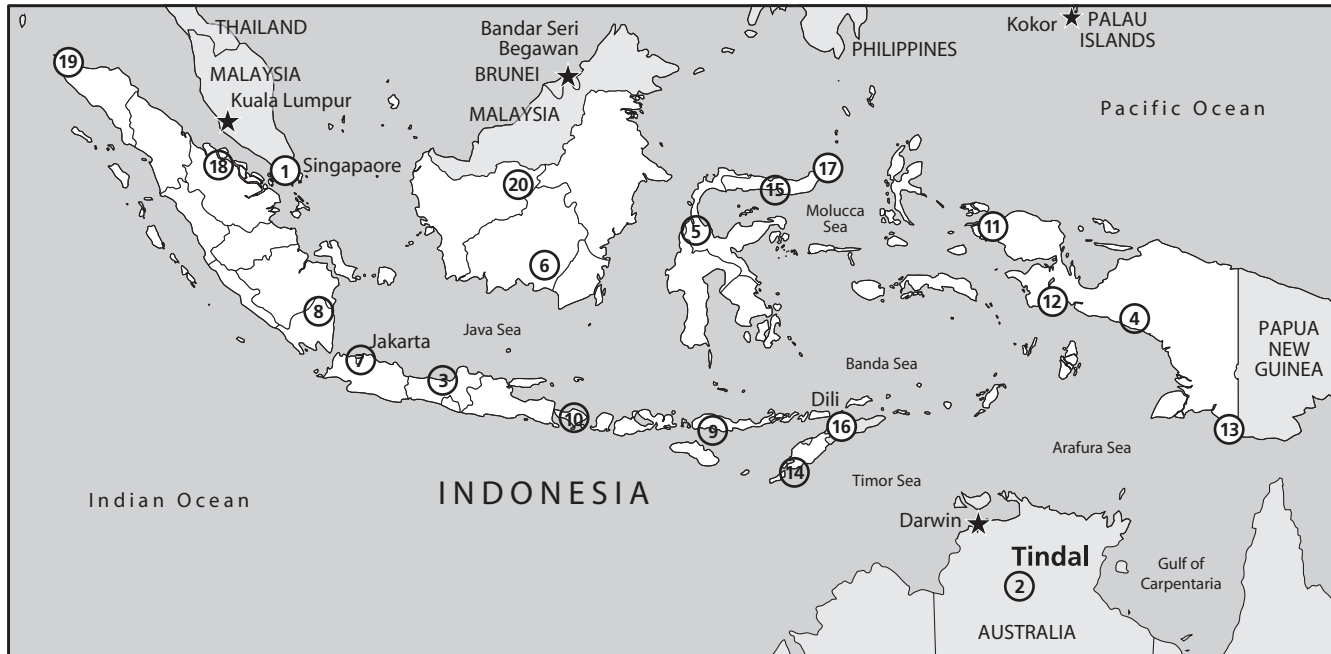 THAILAND
MALAYSIA
Kuala Lumpur
Singapaore
Bandar Seri
Begawan
BRUNEI
MALAYSIA
PHILIPPINES
Kokor
PALAU
ISLANDS
Pacific Ocean
19
18
1
20
5
15
17
Molucca
Sea
11
6
8
12
4
PAPUA
NEW
GUINEA
Jakarta
7
Java Sea
3
Banda Sea
Dili
10
9
16
13
14
Arafura Sea
Timor Sea
Indian Ocean
INDONESIA
Darwin
Tindal
2
Gulf of
Carpentaria
AUSTRALIA